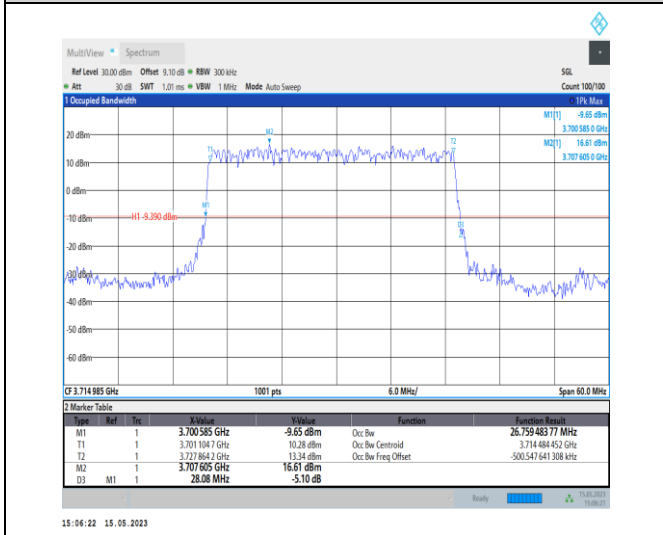 MultiView Spectrum
Ref Level 30.00 dBm Offset 9.10 dB RBW 300 kHz SGL
Att 30 dB SWT 1.01 ms VBW 1 MHz Mode Auto Sweep Count 100/100
1 Occupied Bandwidth 1Pk Max
M1[1] -9.65 dBm
3.700 585 0 GHz
M2[1] 16.61 dBm
3.707 605 0 GHz
M2
T1
T2
20 dBm
10 dBm
0 dBm
M1
-10 dBm H1 -9.390 dBm
D3
-20 dBm
-30 dBm
-40 dBm
-50 dBm
-60 dBm
CF 3.714 985 GHz 1001 pts 6.0 MHz/ Span 60.0 MHz
2 Marker Table
Type Ref Trc X-Value Y-Value Function Function Result
M1 1 3.700 585 GHz -9.65 dBm Occ Bw 26.759 483 77 MHz
T1 1 3.701 104 7 GHz 10.28 dBm Occ Bw Centroid 3.714 484 452 GHz
T2 1 3.727 864 2 GHz 13.34 dBm Occ Bw Freq Offset -500.547 641 308 kHz
M2 1 3.707 605 GHz 16.61 dBm
D3 M1 1 28.08 MHz -5.10 dB
Ready 15.05.2023
15:06:21
15:06:22 15.05.2023